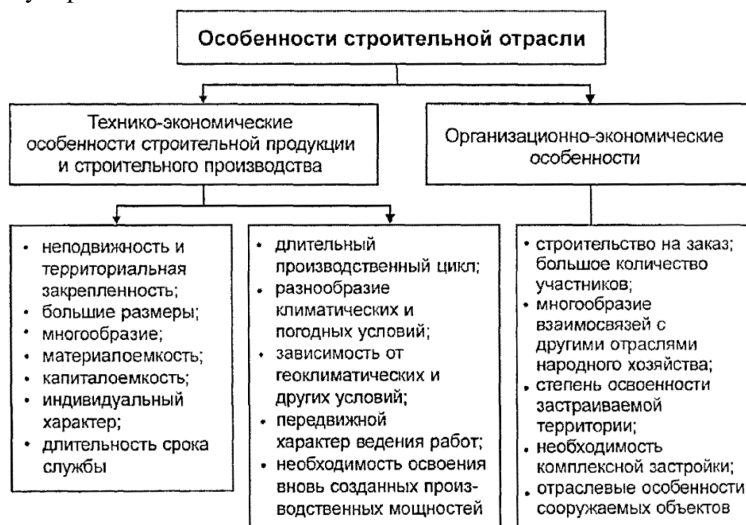 Особенности строительной отрасли
Технико-экономические
особенности строительной продукции
и строительного производства
Организационно-экономические
особенности
• неподвижность и
территориальная
закрепленность;
• большие размеры;
• многообразие;
• материалоемкость;
• капиталоемкость;
• индивидуальный
характер;
• длительность срока
службы
• длительный
производственный цикл;
• разнообразие
климатических и
погодных условий;
• зависимость от
геоклиматических и
других условий;
• передвижной
характер ведения работ;
• необходимость освоения
вновь созданных произ-
водственных мощностей
• строительство на заказ;
большое количество
участников;
• многообразие
взаимосвязей с
другими отраслями
народного хозяйства;
• степень освоенности
застраиваемой
территории;
• необходимость
комплексной застройки;
• отраслевые особенности
сооружаемых объектов